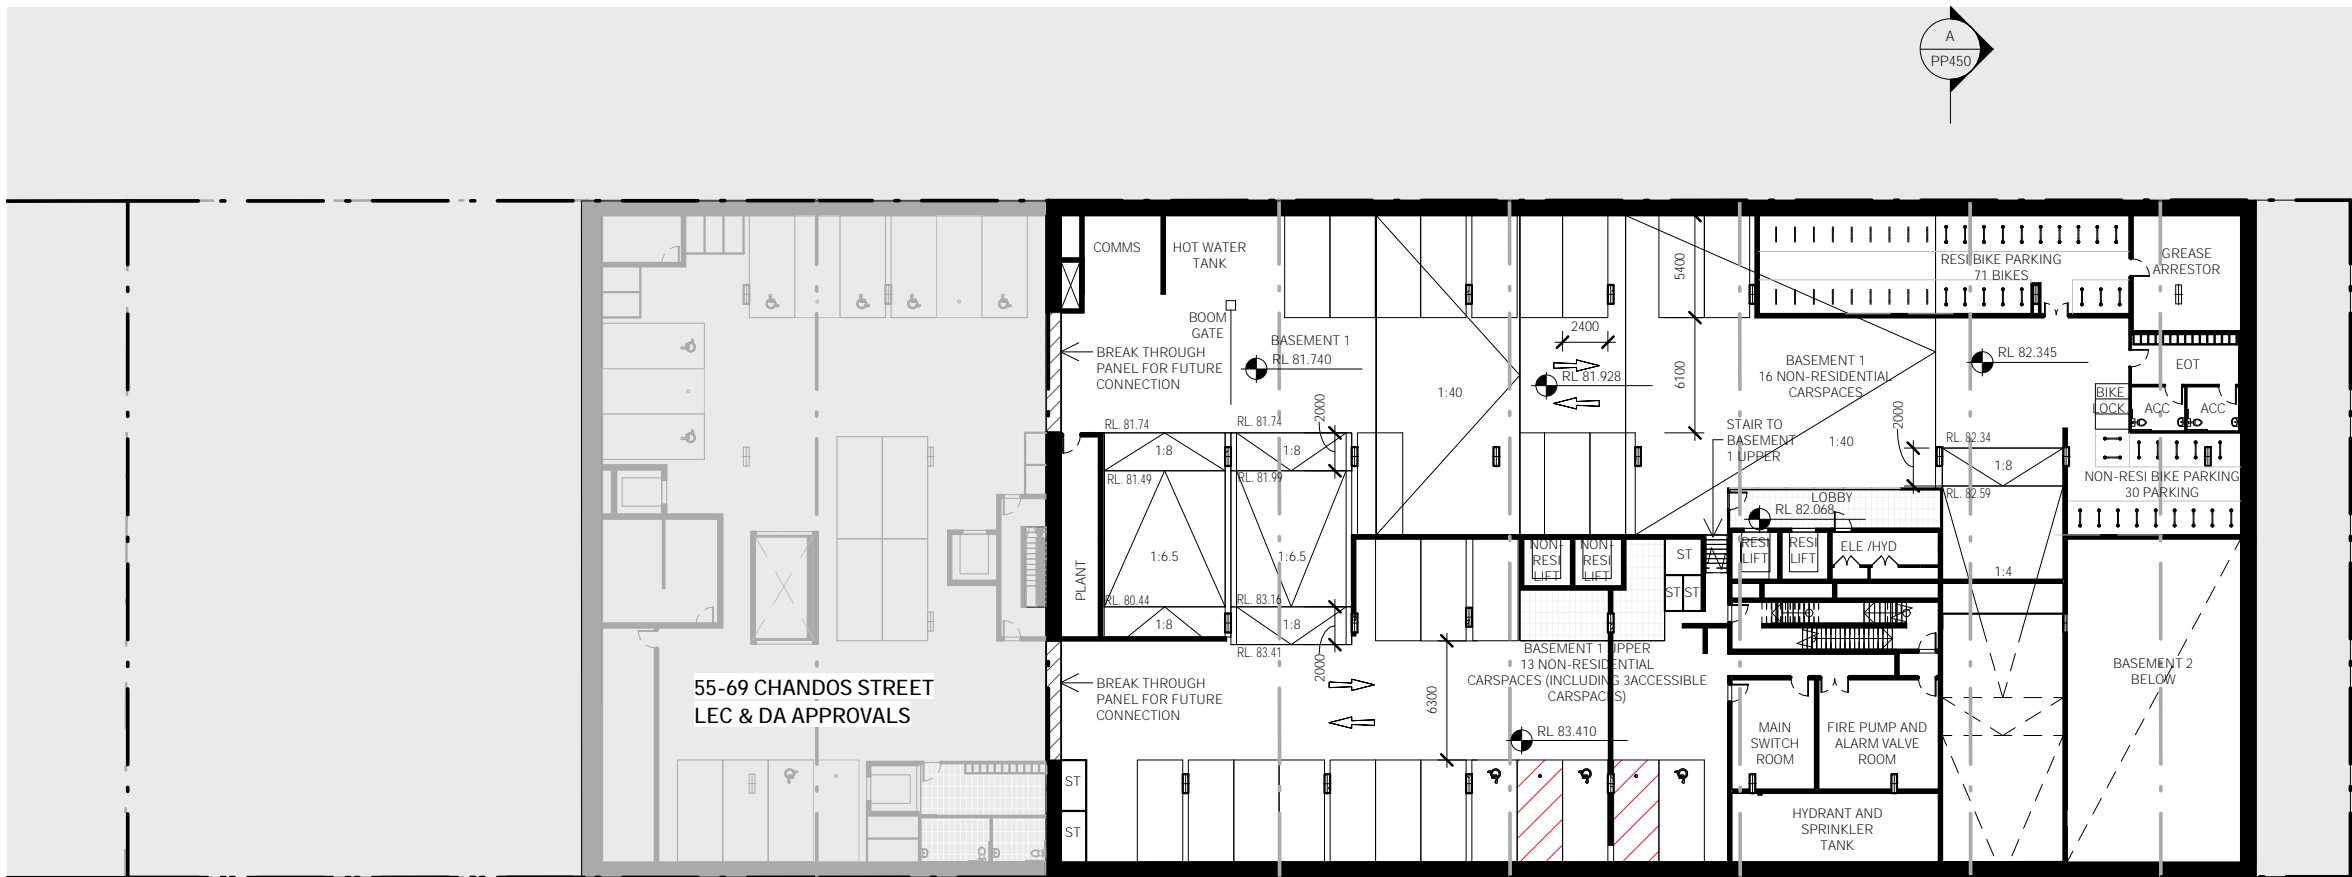 A
PP450
COMMS
HOT WATER
TANK
BOOM
GATE
BREAK THROUGH
PANEL FOR FUTURE
CONNECTION
BASEMENT 1
RL 81.740
1:40
5400
2400
6100
RL 81.928
BASEMENT 1
16 NON-RESIDENTIAL
CARSPACES
RESI BIKE PARKING
71 BIKES
GREASE
ARRESTOR
RL 82.345
EOT
BIKE
LOCK.
ACC
ACC
STAIR TO
BASEMENT
1 UPPER
1:40
2000
RL. 82.34
1:8
RL. 82.59
NON-RESI BIKE PARKING
30 PARKING
RL. 81.74
RL. 81.74
2000
1:8
1:8
RL. 81.49
RL. 81.99
1:6.5
1:6.5
PLANT
RL. 80.44
RL. 83.16
1:8
1:8
RL. 83.41
2000
NON-
RESI
LIFT
NON-
RESI
LIFT
ST
ST
ST
LOBBY
RL 82.068
RESI
LIFT
RESI
LIFT
ELE /HYD
1:4
BASEMENT 1 UPPER
13 NON-RESIDENTIAL
CARSPACES (INCLUDING 3ACCESSIBLE
CARSPACES)
6300
RL 83.410
BREAK THROUGH
PANEL FOR FUTURE
CONNECTION
55-69 CHANDOS STREET
LEC & DA APPROVALS
BASEMENT 2
BELOW
MAIN
SWITCH
ROOM
FIRE PUMP AND
ALARM VALVE
ROOM
HYDRANT AND
SPRINKLER
TANK
ST
ST